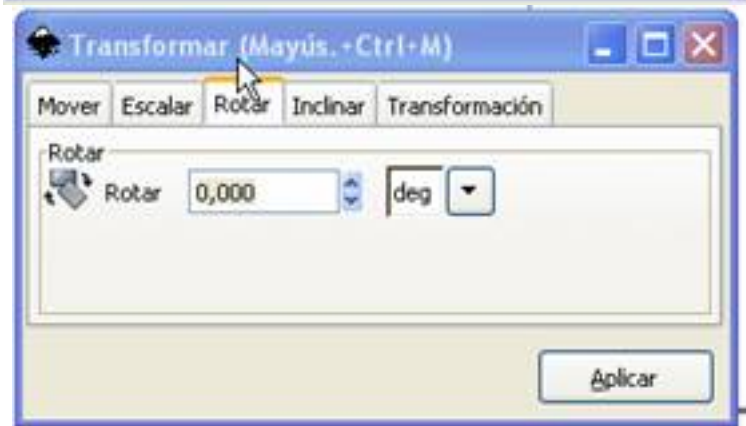 Transformar (Mayús.+Ctrl+M)
Mover Escalar Rotar Inclinar Transformación
Rotar
Rotar 0,000 deg
Aplicar